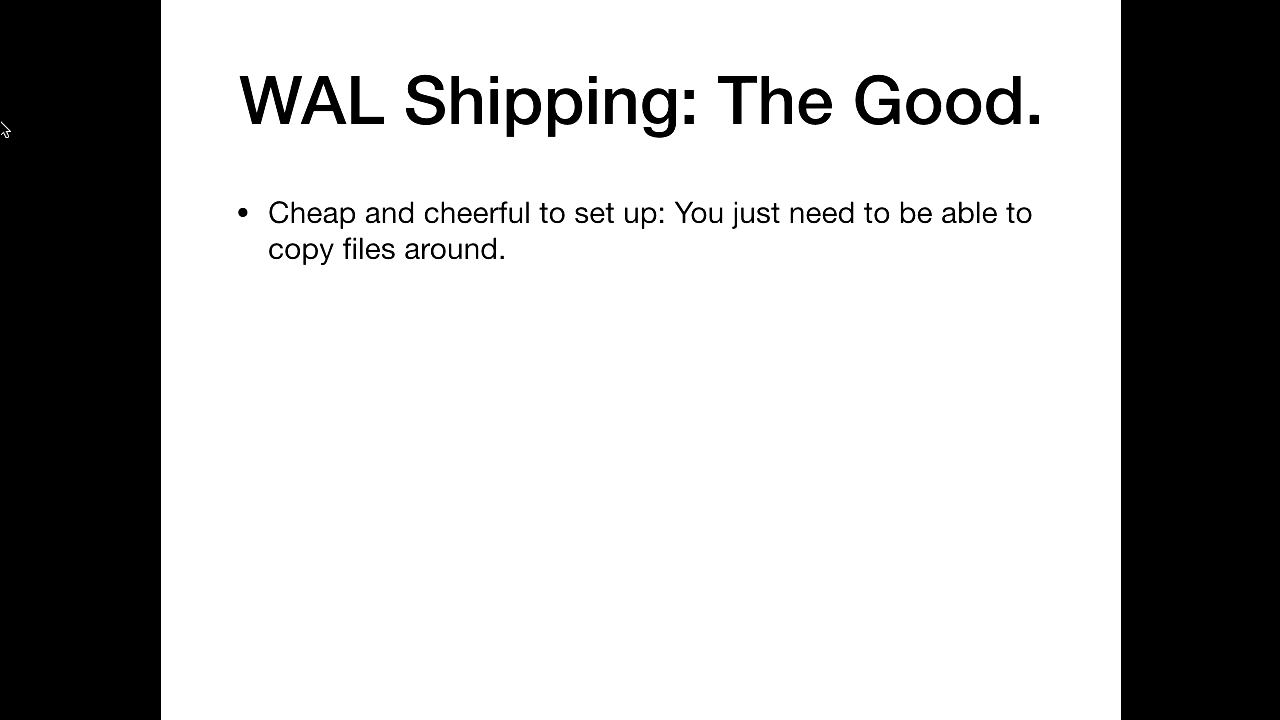 WAL Shipping: The Good.
• Cheap and cheerful to set up: You just need to be able to
copy files around.